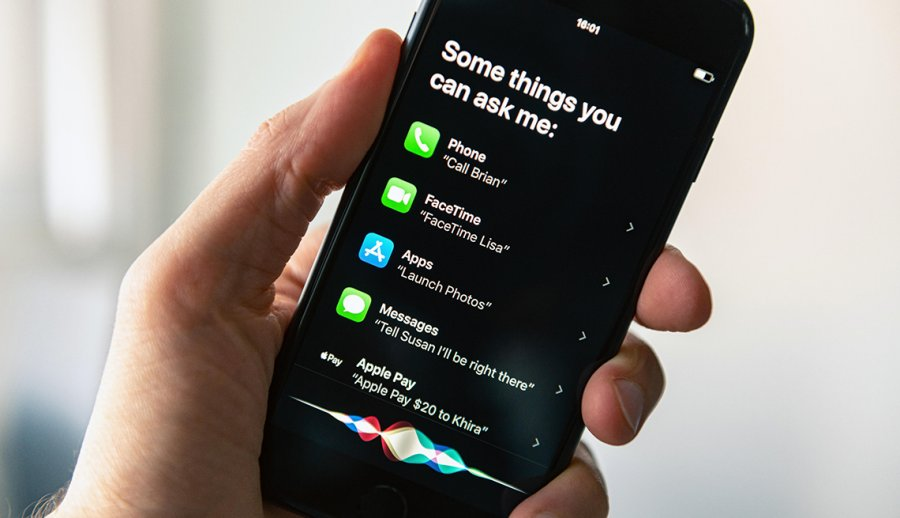 16:01
Some things you
can ask me:
Phone
“Call Brian”
FaceTime
“FaceTime Lisa”
Apps
“Launch Photos”
Messages
“Tell Susan I’ll be right there”
Pay
Apple Pay
“Apple Pay $20 to Khira”